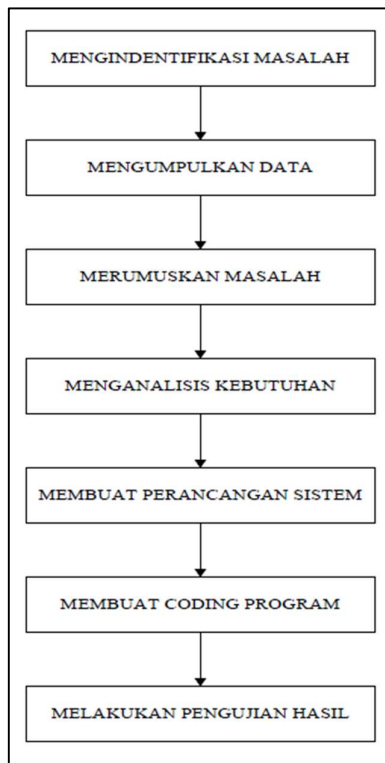 MENGINDENTIFIKASI MASALAH
MENGUMPULKAN DATA
MERUMUSKAN MASALAH
MENGANALISIS KEBUTUHAN
MEMBUAT PERANCANGAN SISTEM
MEMBUAT CODING PROGRAM
MELAKUKAN PENGUJIAN HASIL